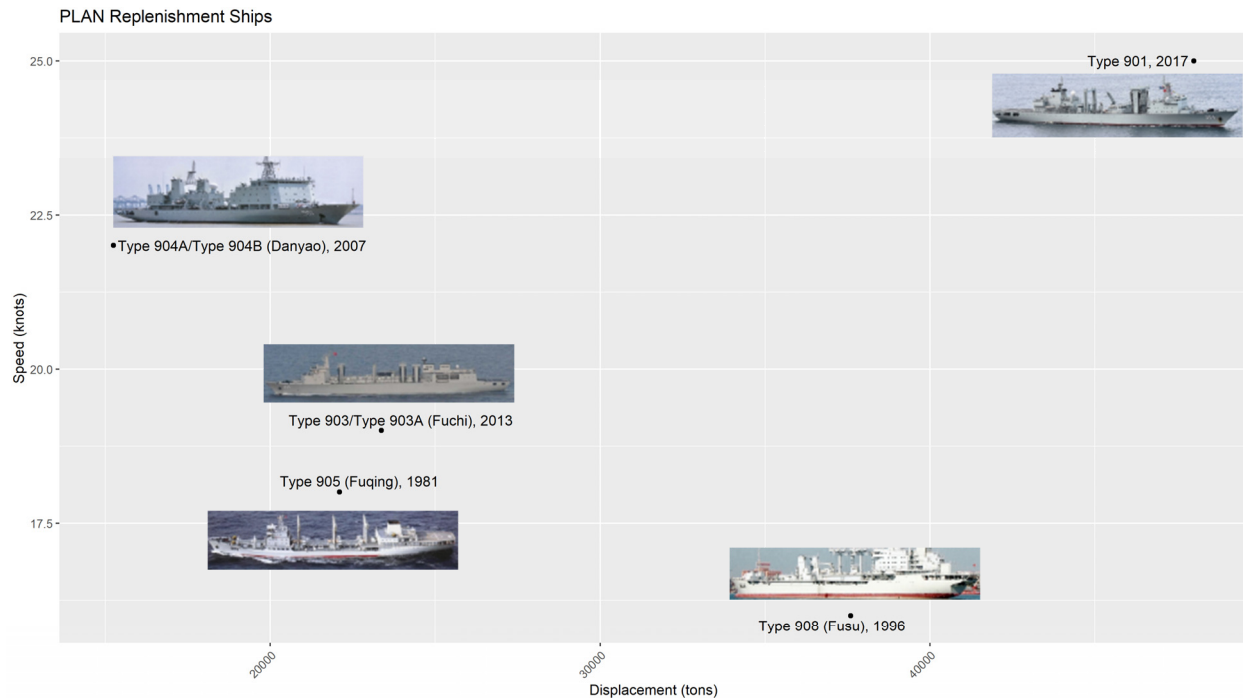 PLAN Replenishment Ships
25.0
Type 901, 2017
22.5
Type 904A/Type 904B (Danyao), 2007
20.0
Speed (knots)
Type 903/Type 903A (Fuchi), 2013
Type 905 (Fuqing), 1981
17.5
Type 908 (Fusu), 1996
20000
30000
40000
Displacement (tons)